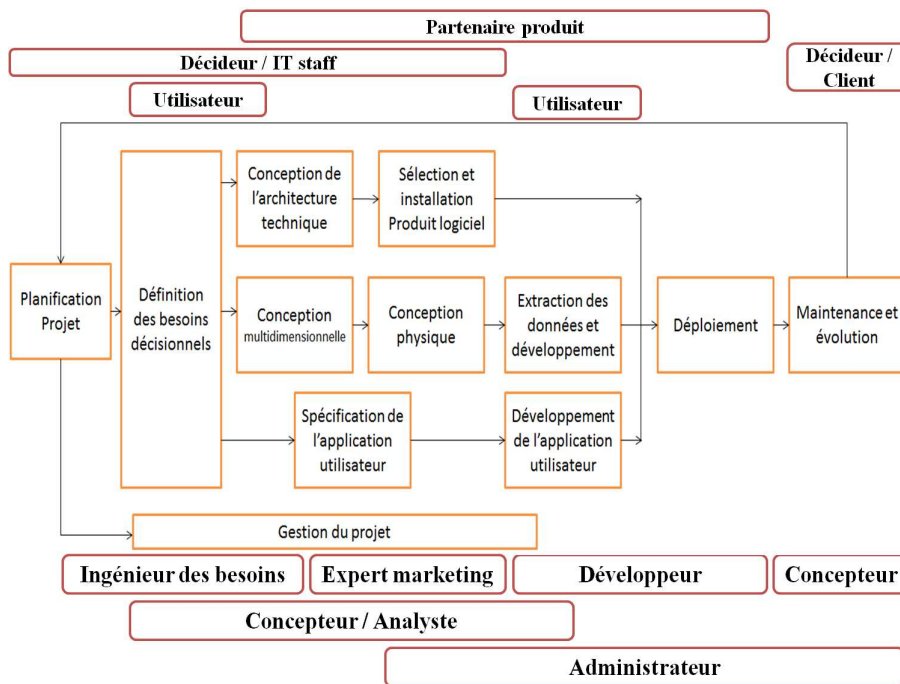 Partenaire produit
Décideur / IT staff
Décideur /
Client
Utilisateur
Utilisateur
Conception de
l'architecture
technique
Sélection et
installation
Produit logiciel
Planification
Projet
Définition
des besoins
décisionnels
Conception
multidimensionnelle
Conception
physique
Extraction des
données et
développement
Déploiement
Maintenance et
évolution
Spécification de
l'application
utilisateur
Développement
de l'application
utilisateur
Gestion du projet
Ingénieur des besoins
Expert marketing
Développeur
Concepteur
Concepteur / Analyste
Administrateur